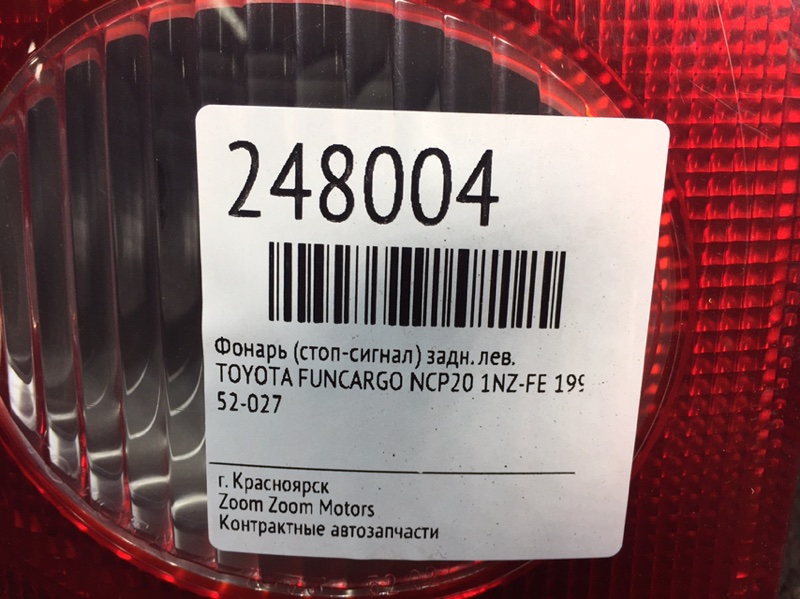 248004
Фонарь (стоп-сигнал) задн. лев.
TOYOTA FUNCARGO NCP20 1NZ-FE 199
52-027
г. Красноярск
Zoom Zoom Motors
Контрактные автозапчасти